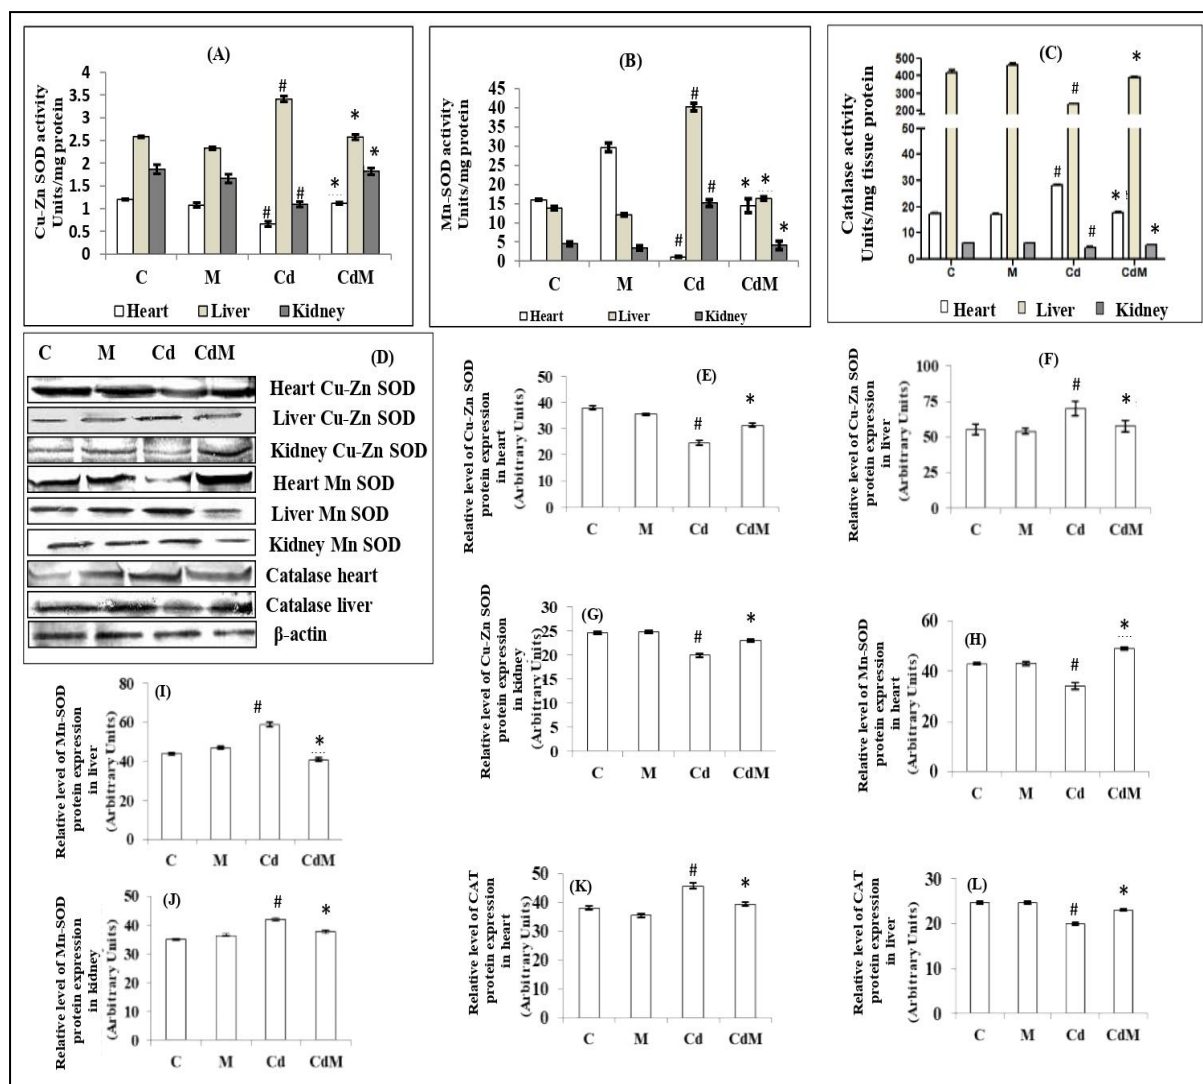 (A)
Cu-Zn SOD activity
Units/mg protein
4
3.5
3
2.5
2
1.5
1
0.5
0
#
#
#
*
*
*
C M Cd CdM
Heart Liver Kidney
(B)
Mn-SOD activity
Units/mg protein
45
40
35
30
25
20
15
10
5
0
#
#
#
* *
*
C M Cd CdM
Heart Liver Kidney
(C)
Catalase activity
Units/mg tissue protein
500
400
300
200
100
50
40
30
20
10
0
#
#
#
*
*
*
C M Cd CdM
Heart Liver Kidney
C M Cd CdM
(D)
Heart Cu-Zn SOD
Liver Cu-Zn SOD
Kidney Cu-Zn SOD
Heart Mn SOD
Liver Mn SOD
Kidney Mn SOD
Catalase heart
Catalase liver
β-actin
(E)
Relative level of Cu-Zn SOD
protein expression
in heart
(Arbitrary Units)
50
40
30
20
10
0
#
*
C M Cd CdM
(F)
Relative level of Cu-Zn SOD
protein expression
in liver
(Arbitrary Units)
100
75
50
25
0
#
*
C M Cd CdM
(G)
Relative level of Cu-Zn SOD
protein expression
in kidney
(Arbitrary Units)
30
25
20
15
10
5
0
#
*
C M Cd CdM
(H)
Relative level of Mn-SOD
protein expression
in heart
(Arbitrary Units)
60
40
20
0
#
*
C M Cd CdM
(I)
Relative level of Mn-SOD
protein expression
in liver
(Arbitrary Units)
80
60
40
20
0
#
*
C M Cd CdM
(J)
Relative level of Mn-SOD
protein expression
in kidney
(Arbitrary Units)
50
40
30
20
10
0
#
*
C M Cd CdM
(K)
Relative level of CAT
protein expression
in heart
(Arbitrary Units)
50
40
30
20
10
0
#
*
C M Cd CdM
(L)
Relative level of CAT
protein expression
in liver
(Arbitrary Units)
30
20
10
0
#
*
C M Cd CdM